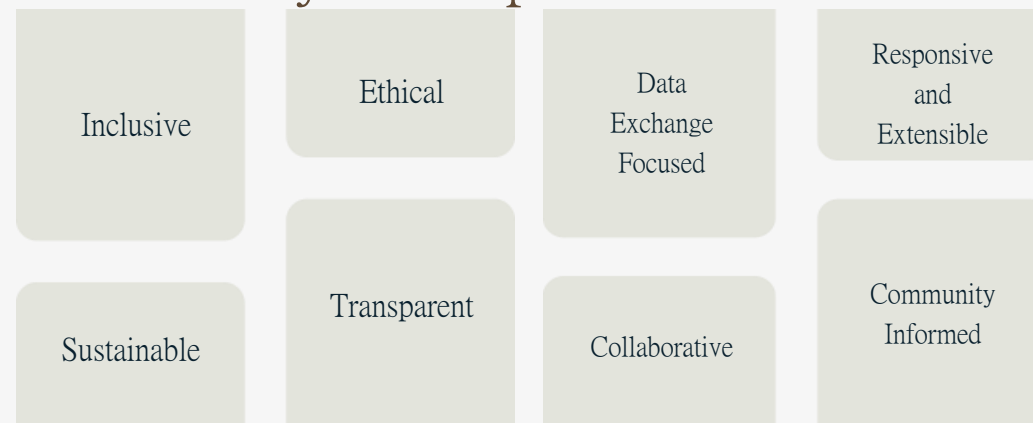 Inclusive
Ethical
Data
Exchange
Focused
Responsive
and
Extensible
Sustainable
Transparent
Collaborative
Community
Informed